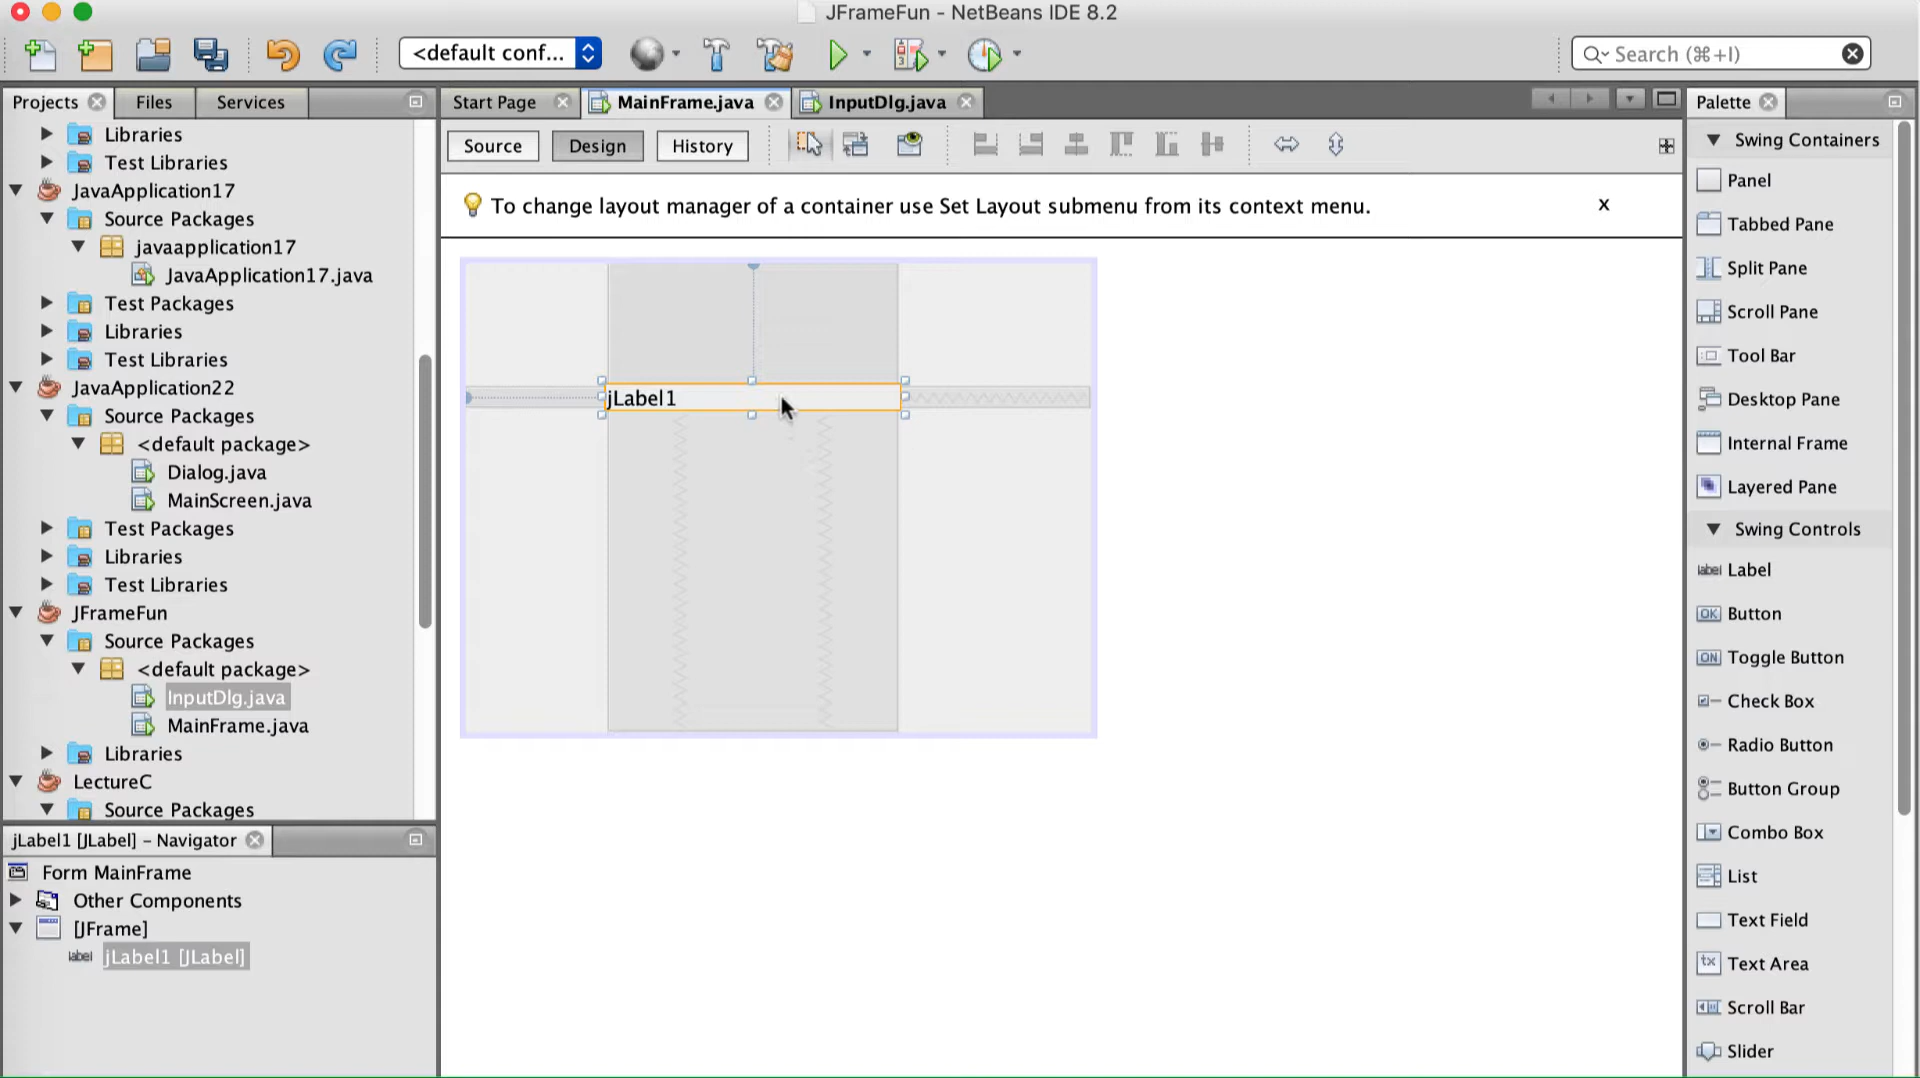 JFrameFun - NetBeans IDE 8.2
<default conf...
Search (⌘+I)
Projects
Files
Services
Start Page
MainFrame.java
InputDlg.java
Palette
Libraries
Test Libraries
JavaApplication17
Source Packages
javaapplication17
JavaApplication17.java
Test Packages
Libraries
Test Libraries
JavaApplication22
Source Packages
<default package>
Dialog.java
MainScreen.java
Test Packages
Libraries
Test Libraries
JFrameFun
Source Packages
<default package>
InputDlg.java
MainFrame.java
Libraries
LectureC
Source Packages
jLabel1 [JLabel] - Navigator
Form MainFrame
Other Components
[JFrame]
label jLabel1 [JLabel]
Source
Design
History
To change layout manager of a container use Set Layout submenu from its context menu.
x
jLabel1
Swing Containers
Panel
Tabbed Pane
Split Pane
Scroll Pane
Tool Bar
Desktop Pane
Internal Frame
Layered Pane
Swing Controls
label Label
OK Button
ON Toggle Button
Check Box
Radio Button
Button Group
Combo Box
List
Text Field
tx Text Area
Scroll Bar
Slider